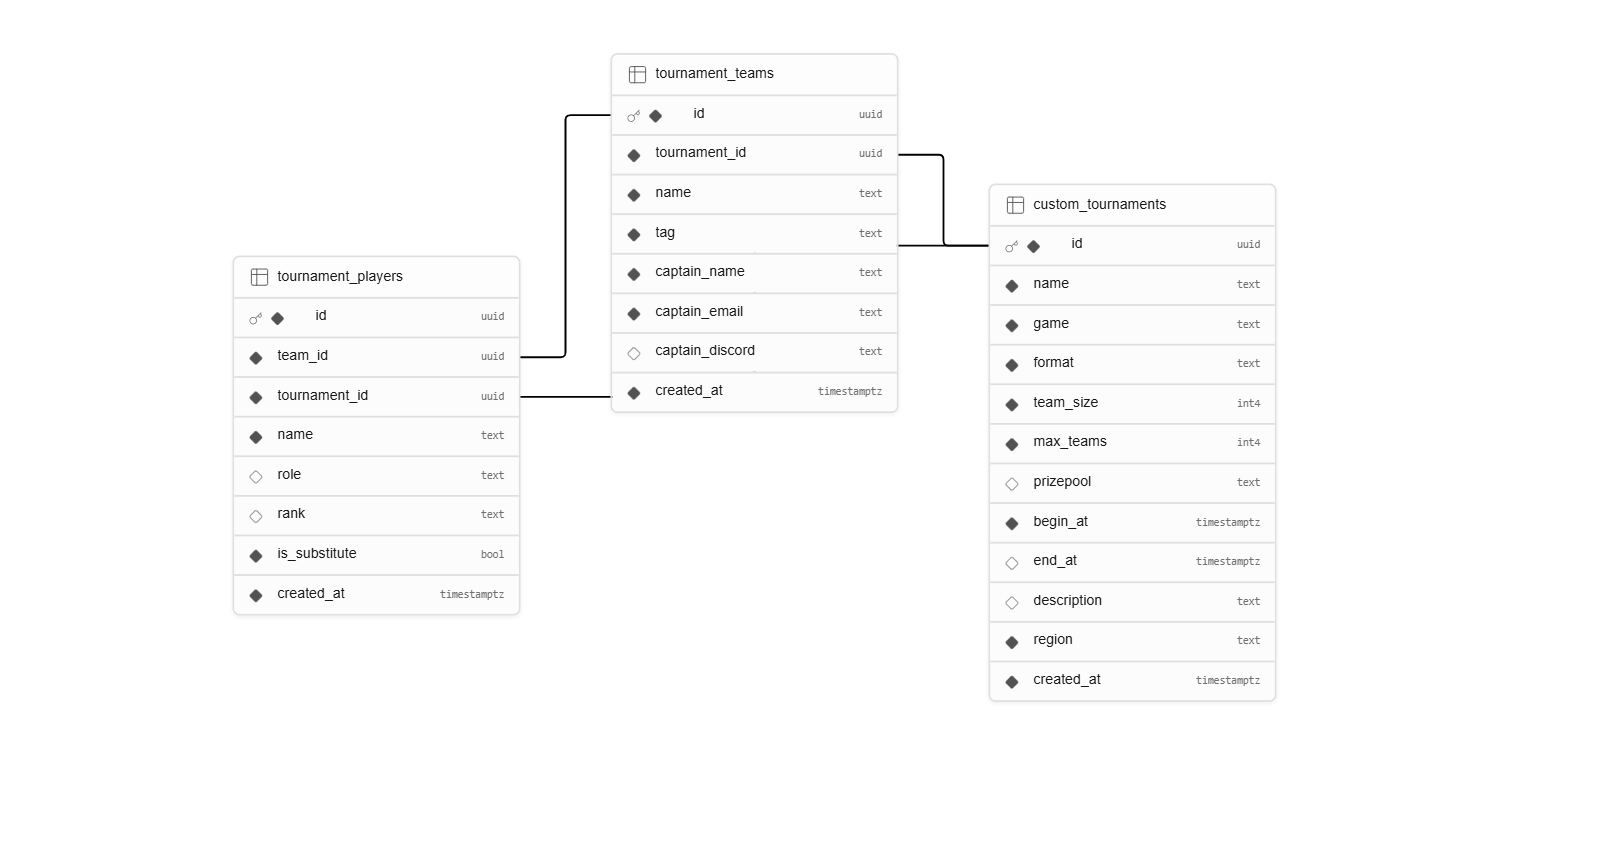 tournament_teams
id uuid
tournament_id uuid
name text
tag text
captain_name text
captain_email text
captain_discord text
created_at timestamptz
custom_tournaments
id uuid
name text
game text
format text
team_size int4
max_teams int4
prizepool text
begin_at timestamptz
end_at timestamptz
description text
region text
created_at timestamptz
tournament_players
id uuid
team_id uuid
tournament_id uuid
name text
role text
rank text
is_substitute bool
created_at timestamptz